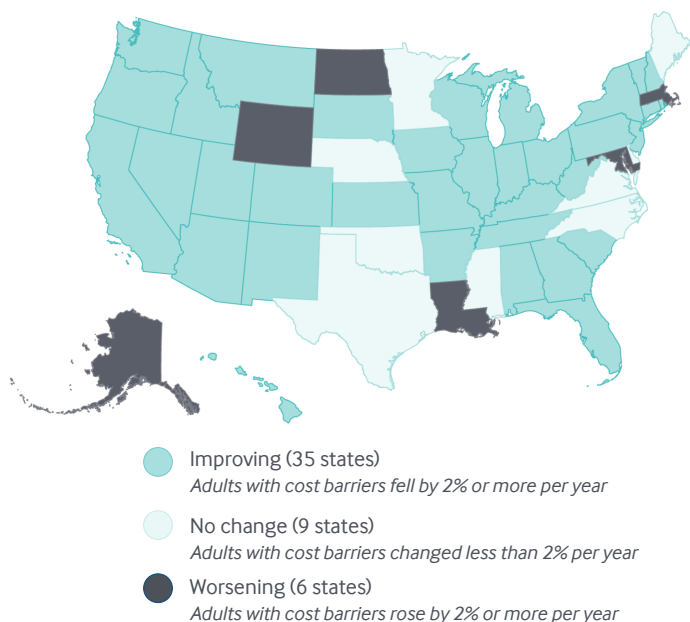 Improving (35 states)
Adults with cost barriers fell by 2% or more per year
No change (9 states)
Adults with cost barriers changed less than 2% per year
Worsening (6 states)
Adults with cost barriers rose by 2% or more per year